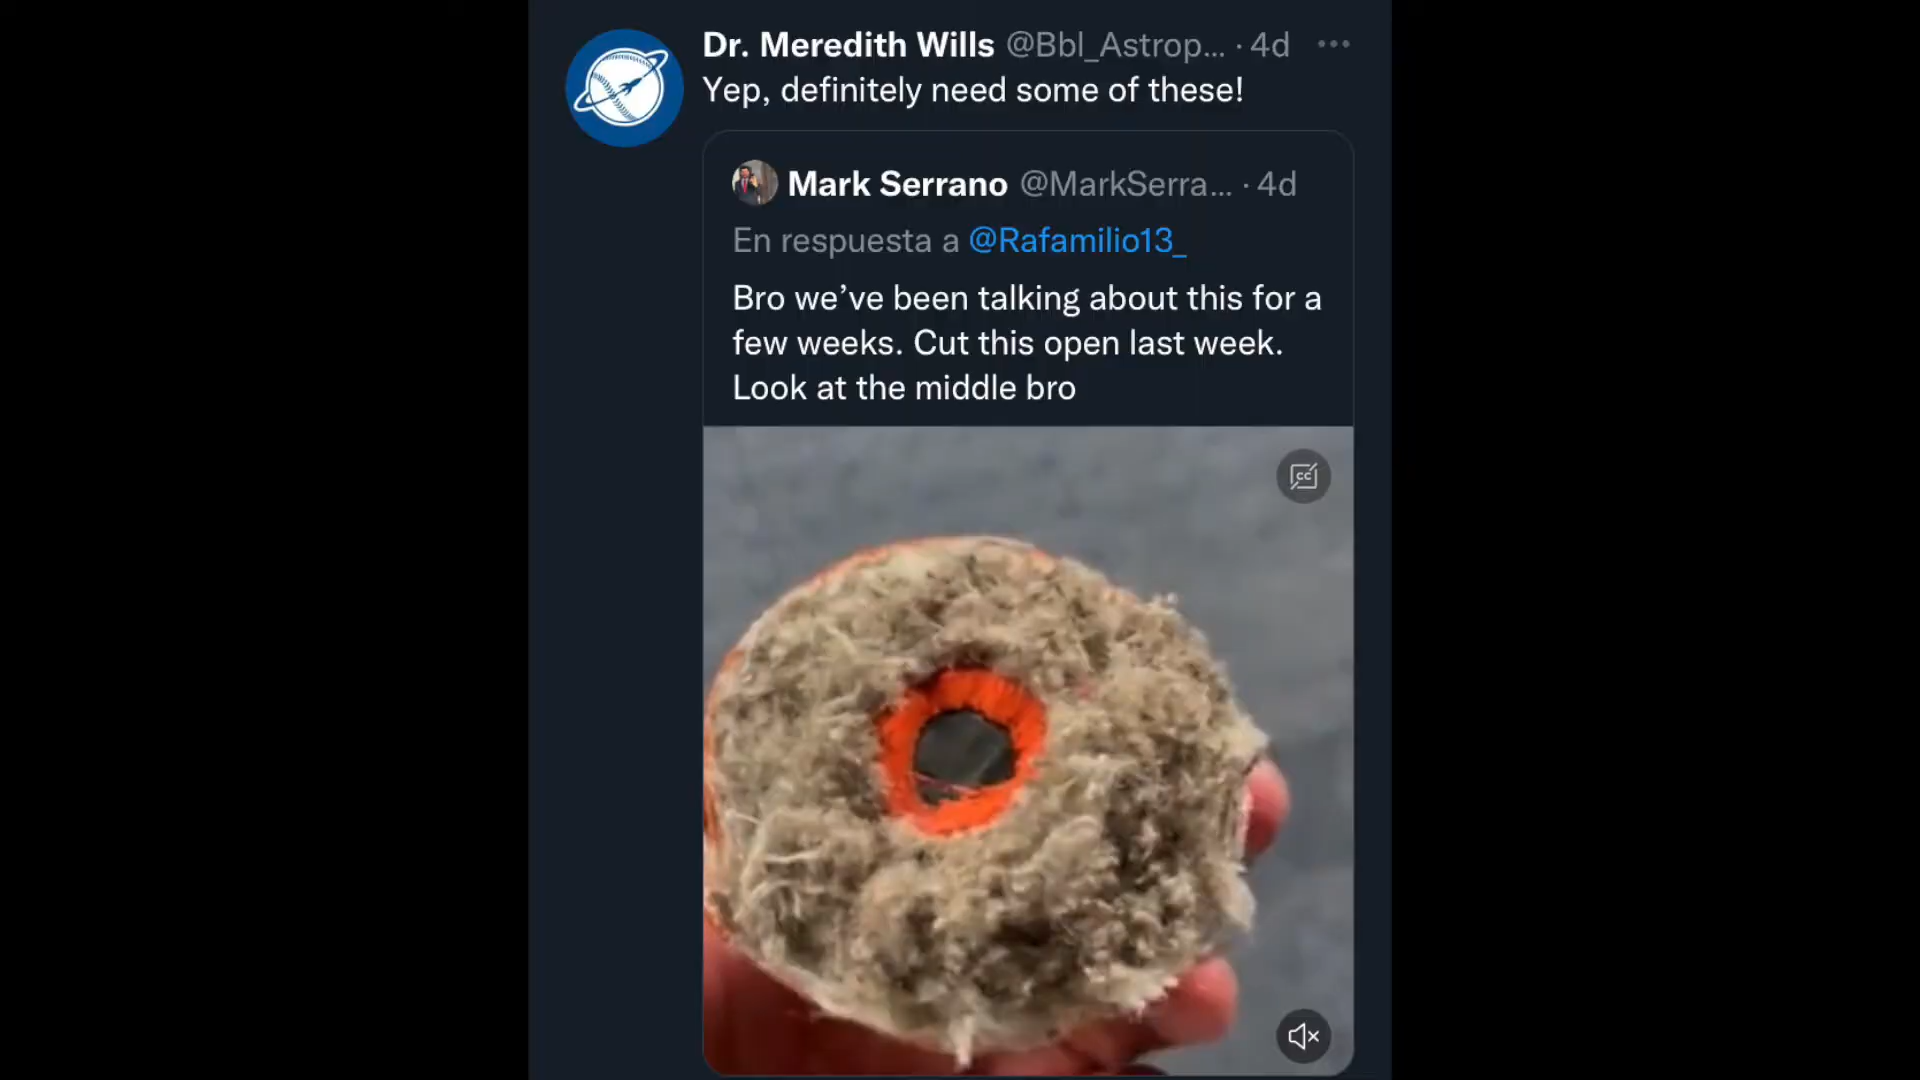 Dr. Meredith Wills @Bbl_Astrop... · 4d
Yep, definitely need some of these!
Mark Serrano @MarkSerra... · 4d
En respuesta a @Rafamilio13_
Bro we’ve been talking about this for a
few weeks. Cut this open last week.
Look at the middle bro
CC